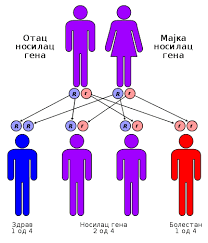 Отац
носилац
гена
Мајка
носилац
гена
R r R r
R R R r R r r r
Здрав
1 од 4
Носилац гена
2 од 4
Болестан
1 од 4